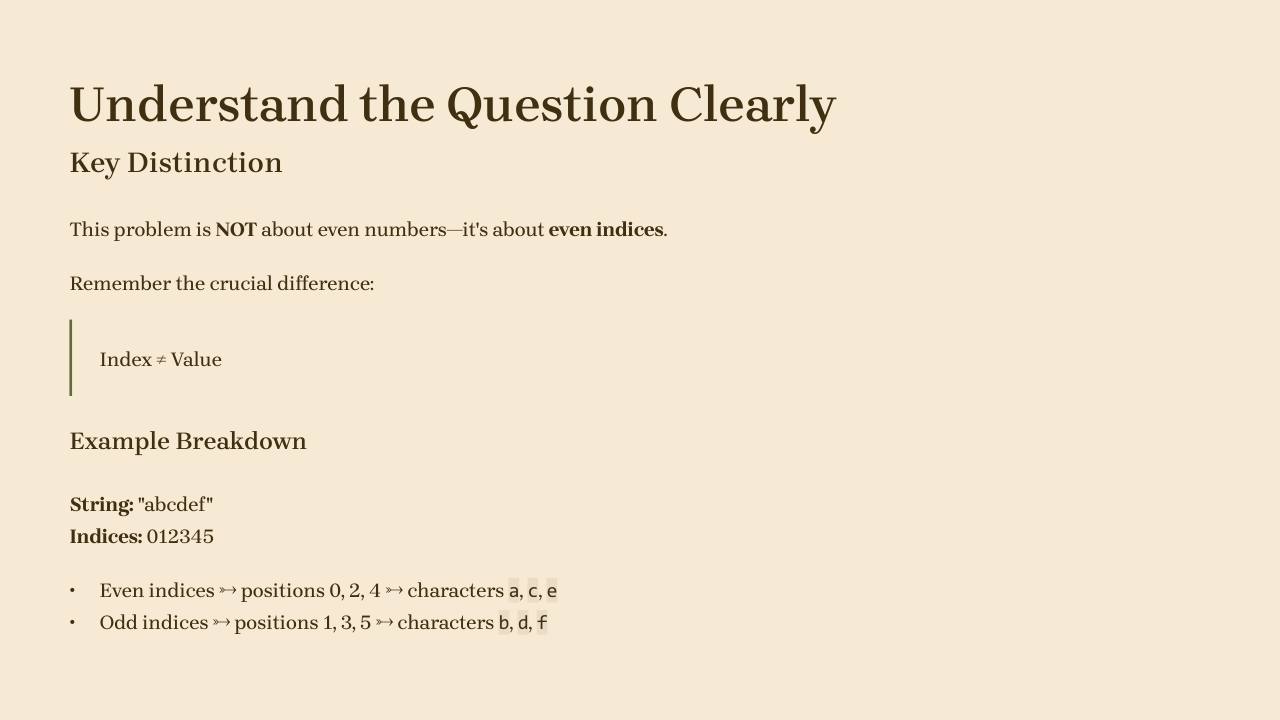 Understand the Question Clearly
Key Distinction
This problem is NOT about even numbers—it's about even indices.
Remember the crucial difference:
Index ≠ Value
Example Breakdown
String: "abcdef"
Indices: 012345
• Even indices ↣ positions 0, 2, 4 ↣ characters a, c, e
• Odd indices ↣ positions 1, 3, 5 ↣ characters b, d, f